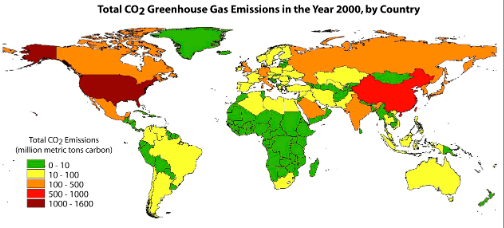 Total CO2 Greenhouse Gas Emissions in the Year 2000, by Country
Total CO2 Emissions
(million metric tons carbon)
0 - 10
10 - 100
100 - 500
500 - 1000
1000 - 1600